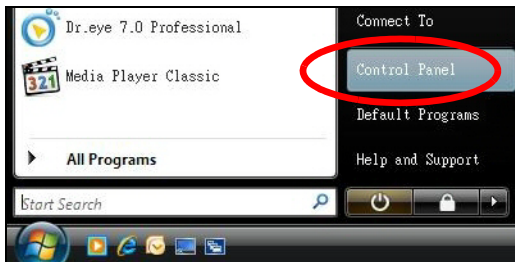 Dr.eye 7.0 Professional
321
Media Player Classic
All Programs
Start Search
Connect To
Control Panel
Default Programs
Help and Support